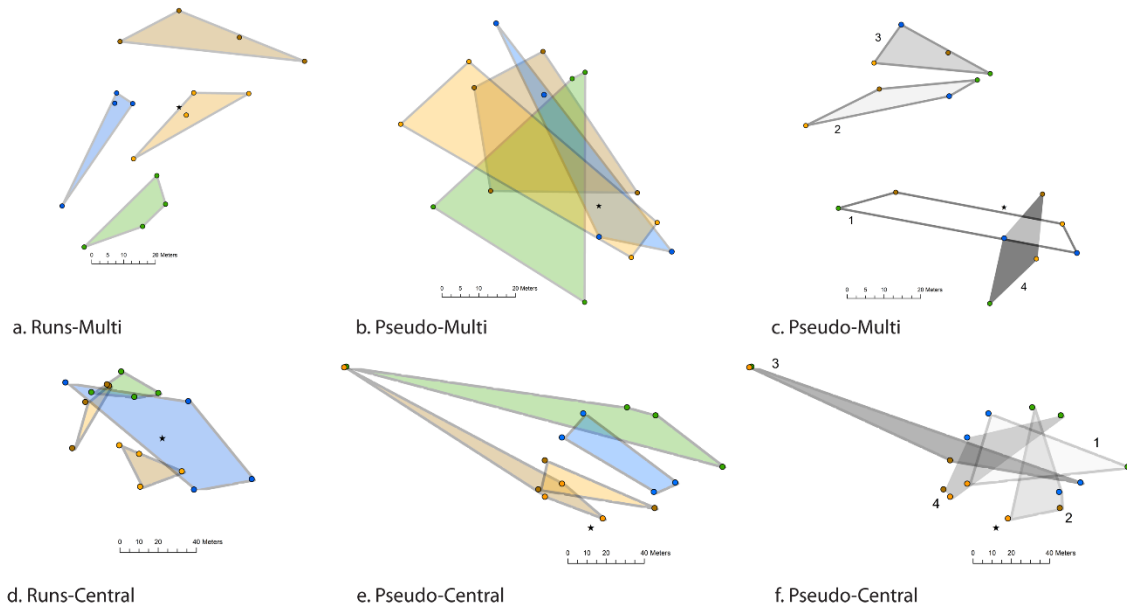 3
2
1
4
0 5 10 20 Meters
0 5 10 20 Meters
0 5 10 20 Meters
a. Runs-Multi
b. Pseudo-Multi
c. Pseudo-Multi
3
1
4
2
0 10 20 40 Meters
0 10 20 40 Meters
0 10 20 40 Meters
d. Runs-Central
e. Pseudo-Central
f. Pseudo-Central